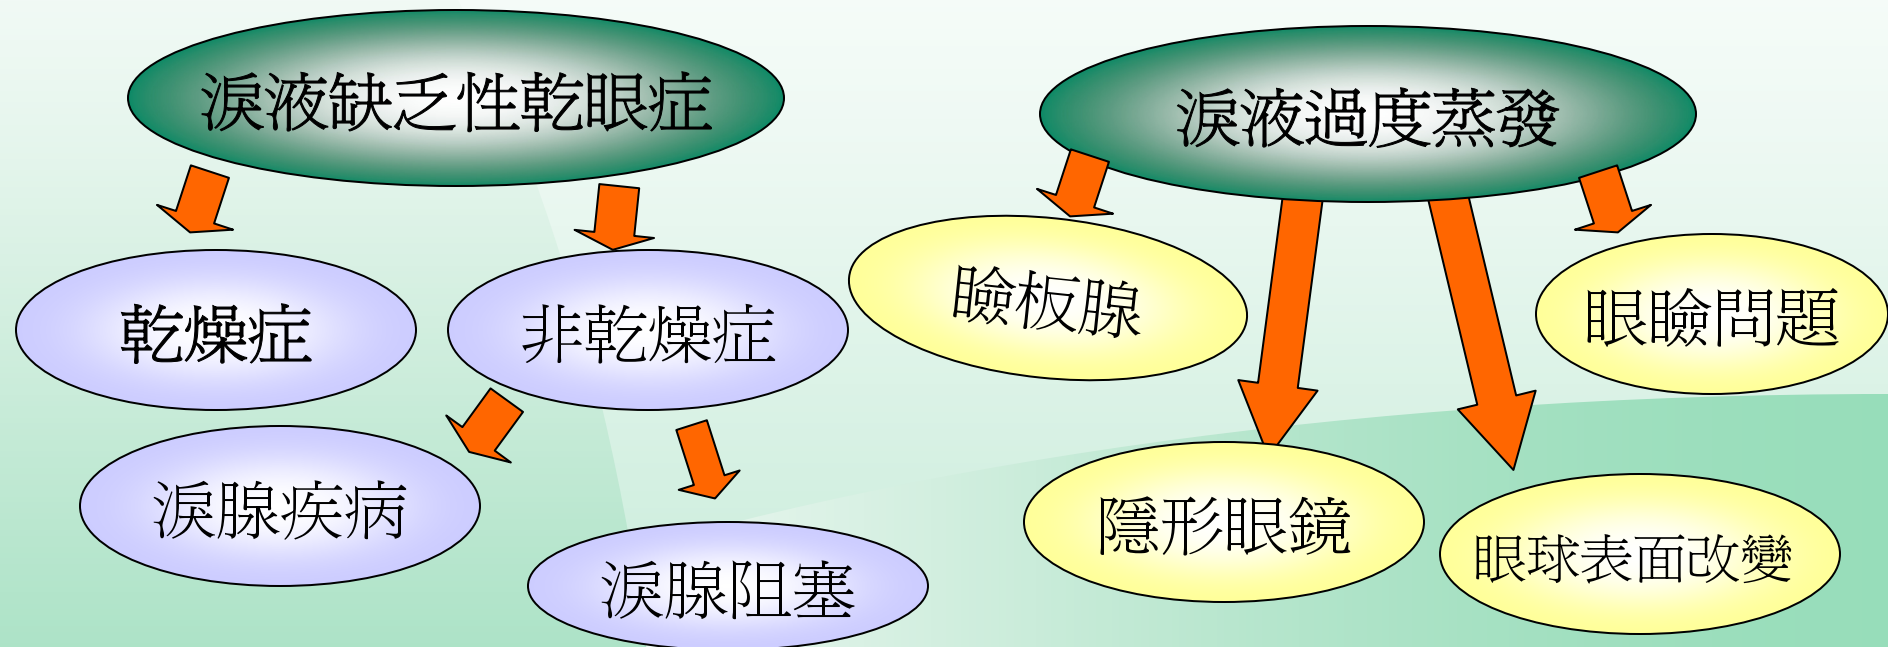 淚液缺乏性乾眼症
淚液過度蒸發
乾燥症
非乾燥症
瞼板腺
眼瞼問題
淚腺疾病
淚腺阻塞
隱形眼鏡
眼球表面改變